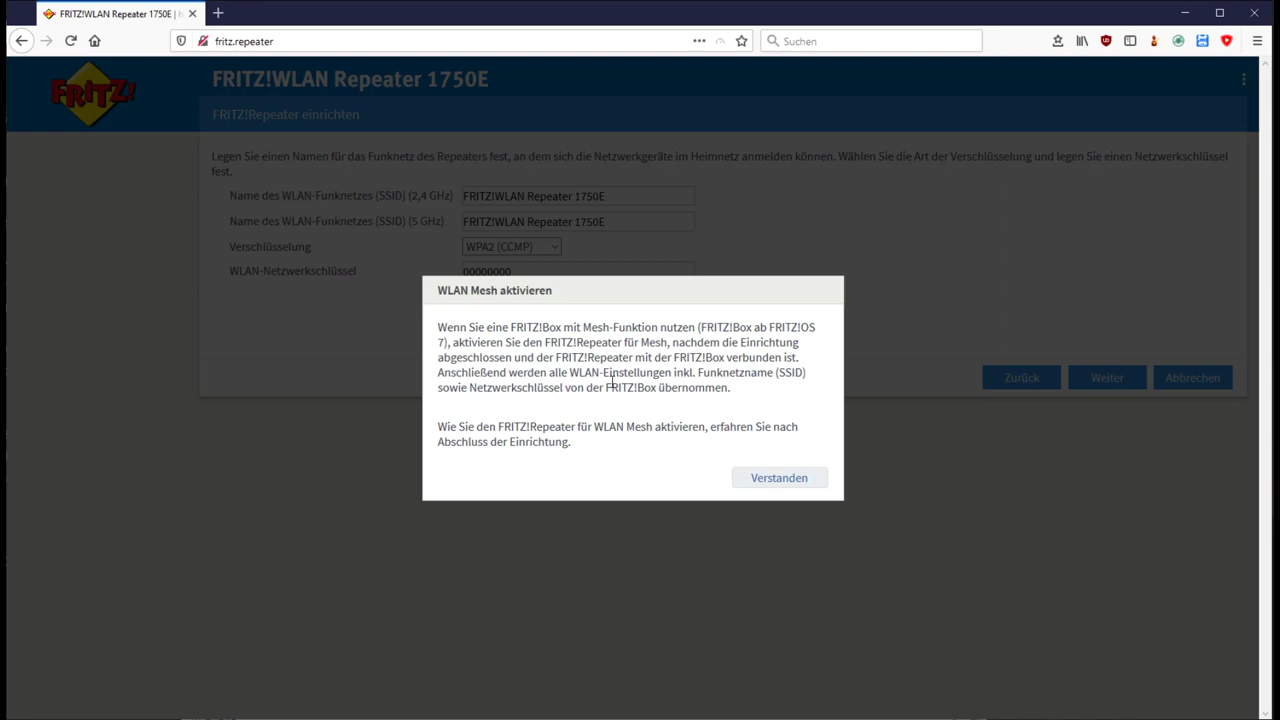 FRITZ!WLAN Repeater 1750E |
fritz.repeater
Suchen
FRITZ!
FRITZ!WLAN Repeater 1750E
FRITZ!Repeater einrichten
Legen Sie einen Namen für das Funknetz des Repeaters fest, an dem sich die Netzwerkgeräte im Heimnetz anmelden können. Wählen Sie die Art der Verschlüsselung und legen Sie einen Netzwerkschlüssel
fest.
Name des WLAN-Funknetzes (SSID) (2,4 GHz) FRITZ!WLAN Repeater 1750E
Name des WLAN-Funknetzes (SSID) (5 GHz) FRITZ!WLAN Repeater 1750E
Verschlüsselung WPA2 (CCMP)
WLAN-Netzwerkschlüssel 00000000
WLAN Mesh aktivieren
Wenn Sie eine FRITZ!Box mit Mesh-Funktion nutzen (FRITZ!Box ab FRITZ!OS
7), aktivieren Sie den FRITZ!Repeater für Mesh, nachdem die Einrichtung
abgeschlossen und der FRITZ!Repeater mit der FRITZ!Box verbunden ist.
Anschließend werden alle WLAN-Einstellungen inkl. Funknetzname (SSID)
sowie Netzwerkschlüssel von der FRITZ!Box übernommen.
Wie Sie den FRITZ!Repeater für WLAN Mesh aktivieren, erfahren Sie nach
Abschluss der Einrichtung.
Verstanden
Zurück Weiter Abbrechen